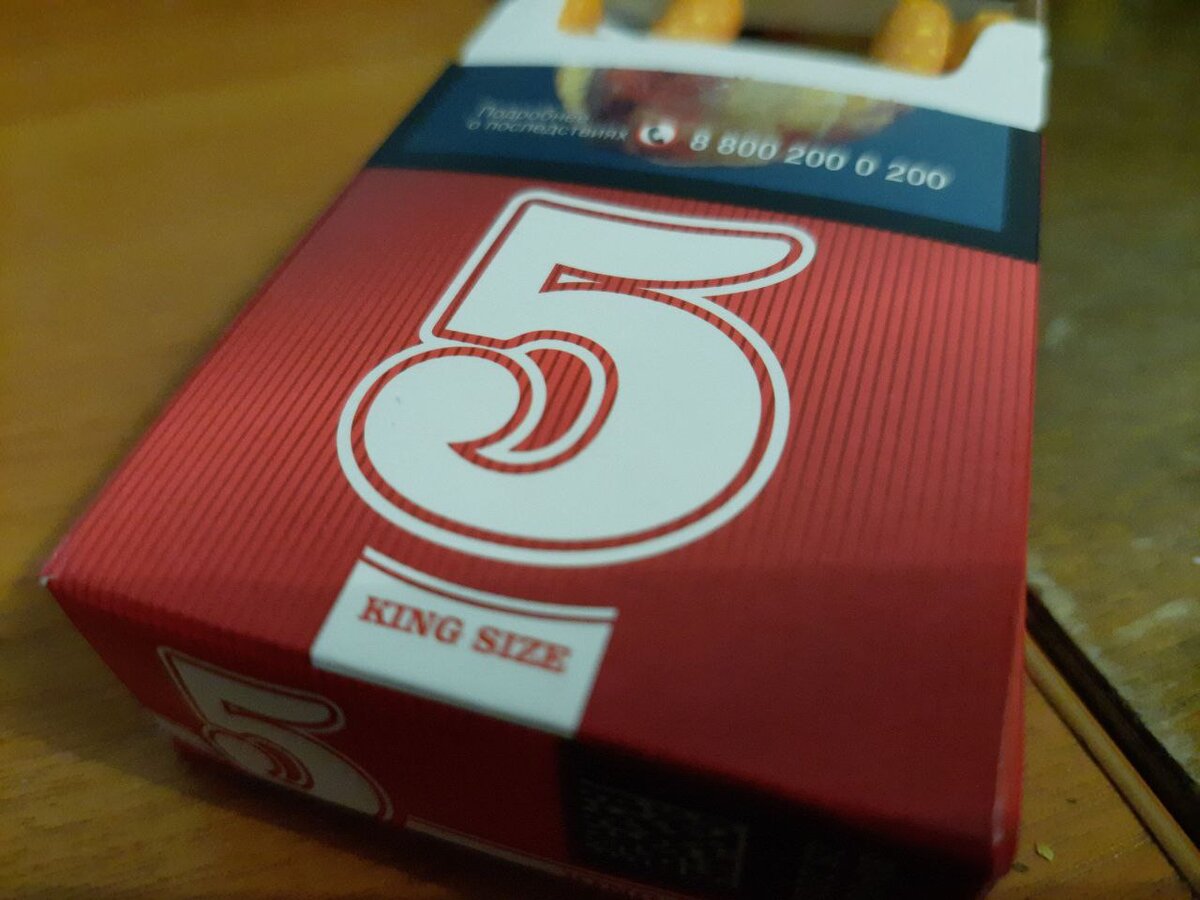 Подробнее
о последствиях 8 800 200 0 200
5
KING SIZE
5